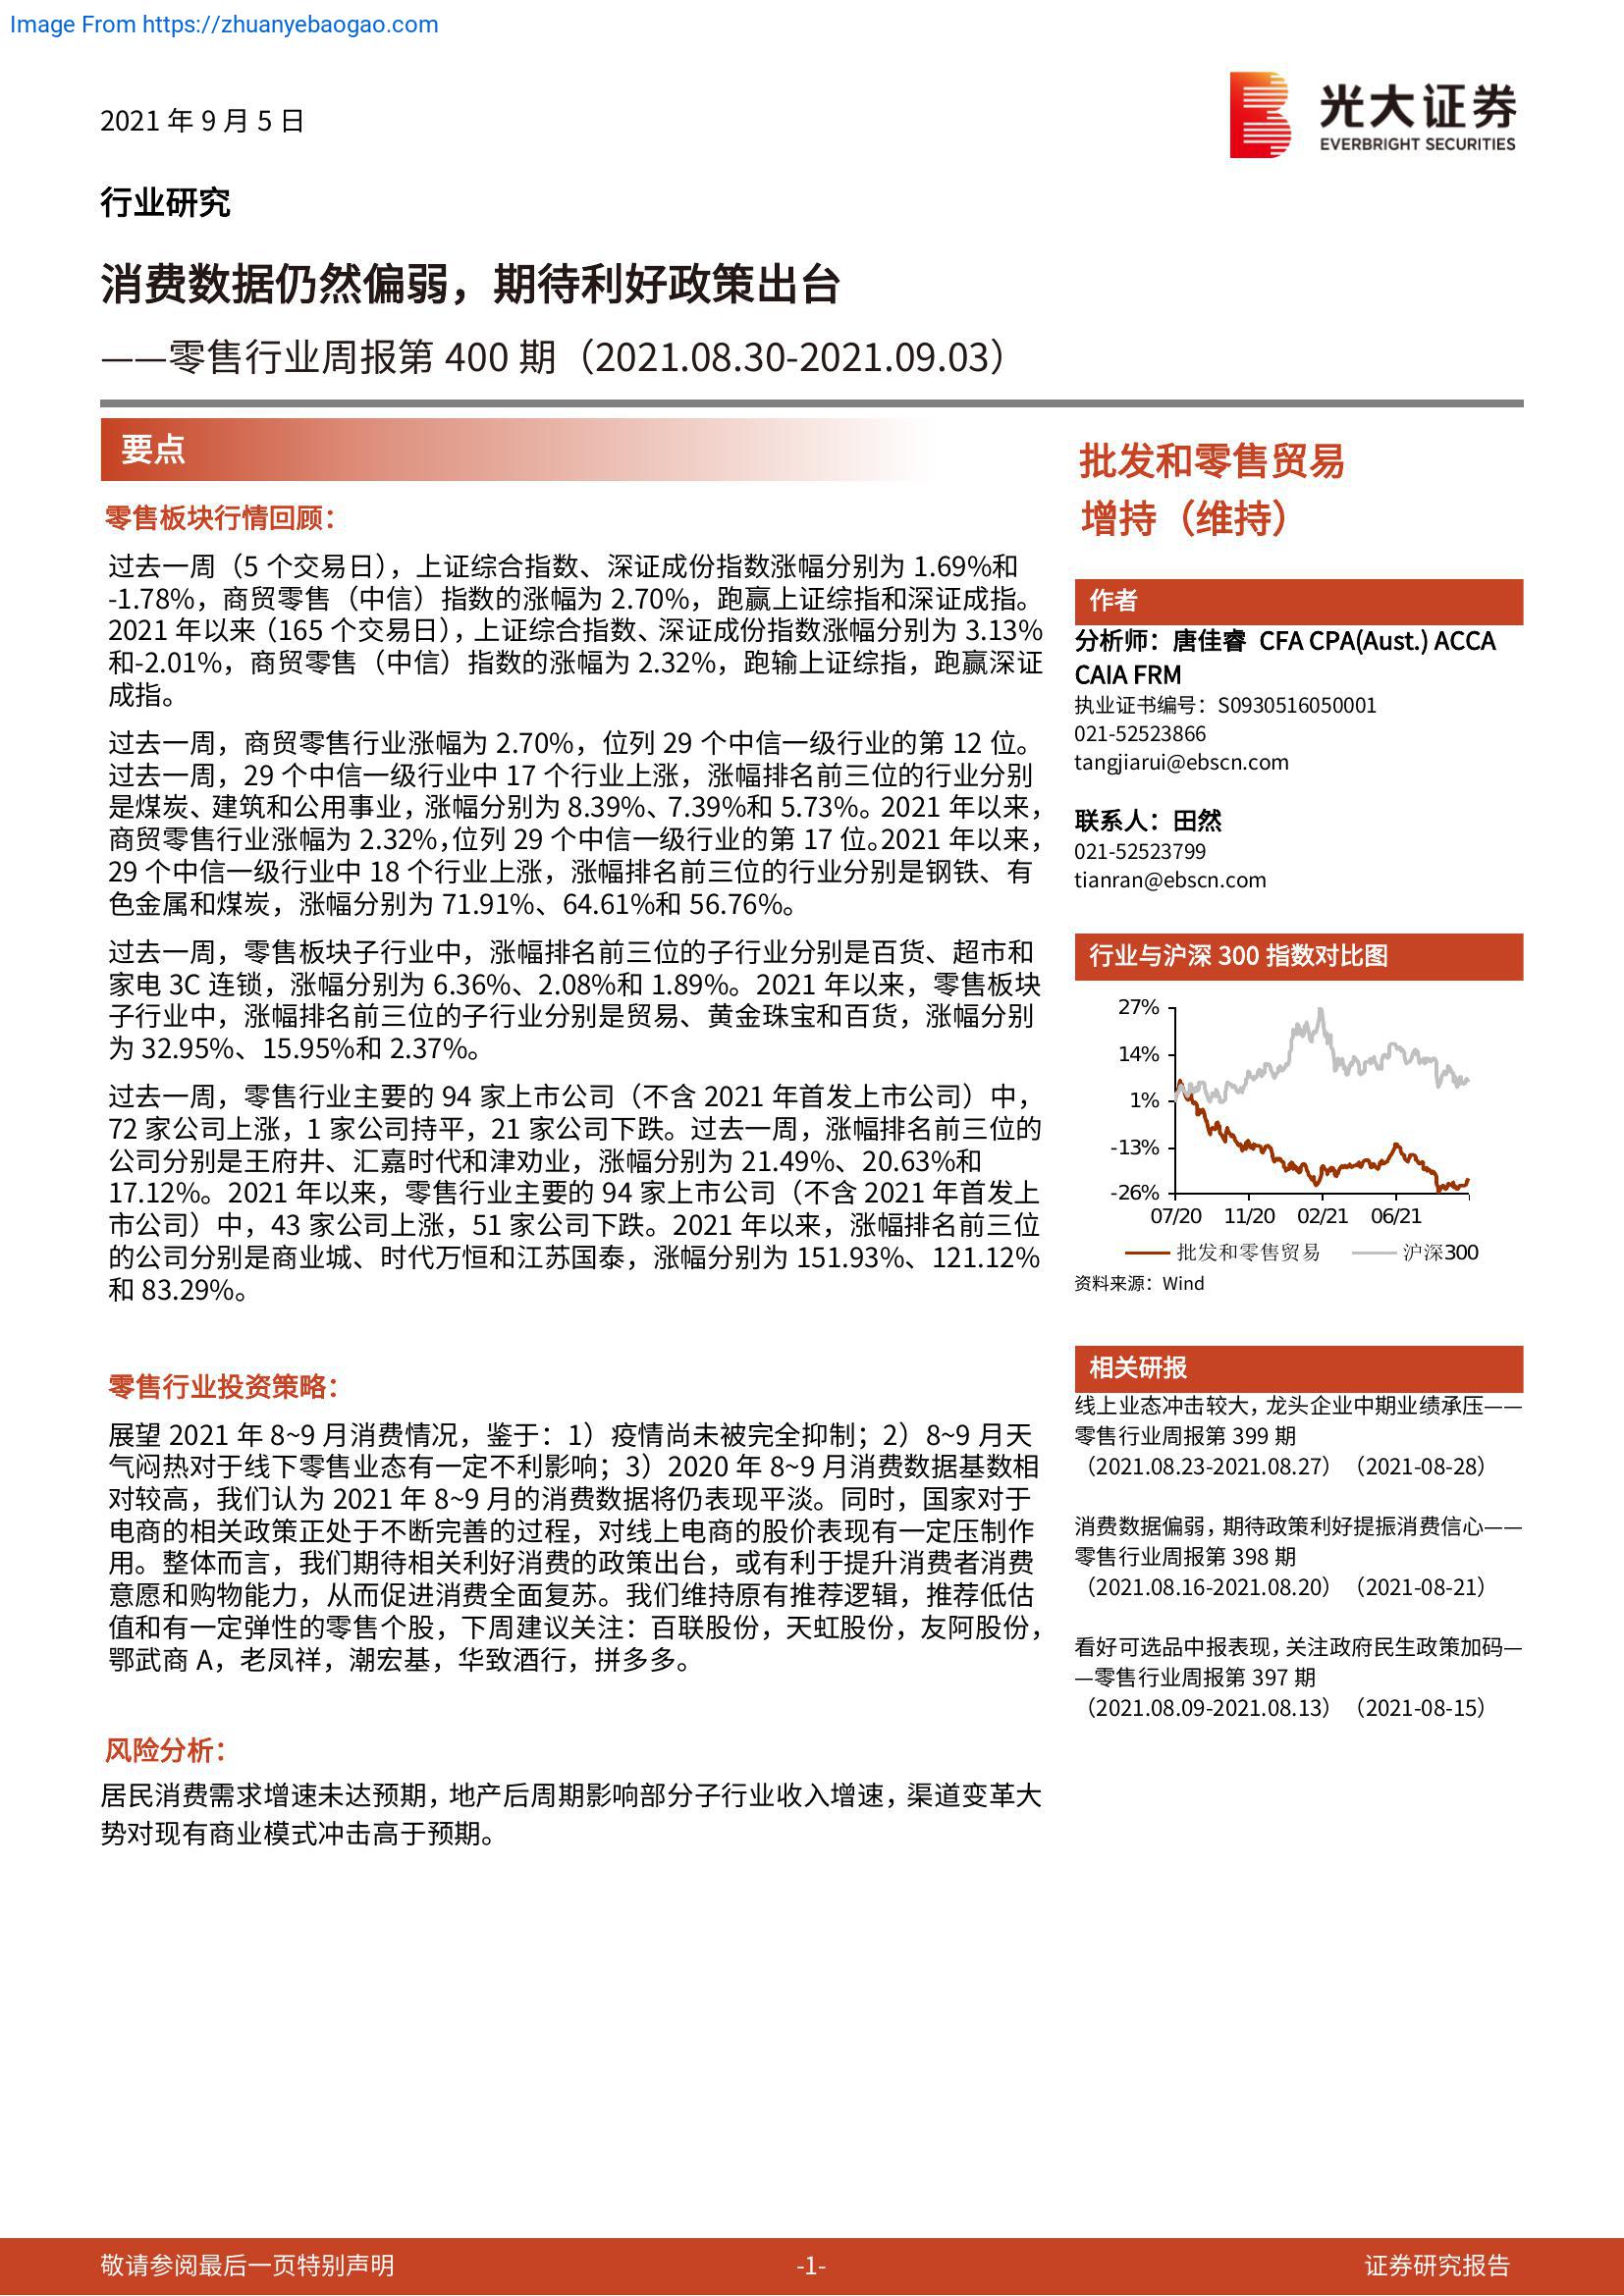 Image From https://zhuanyebaogao.com
2021 年 9 月 5 日
光大证券
EVERBRIGHT SECURITIES
行业研究
消费数据仍然偏弱，期待利好政策出台
——零售行业周报第 400 期（2021.08.30-2021.09.03）
要点
零售板块行情回顾：
过去一周（5 个交易日），上证综合指数、深证成份指数涨幅分别为 1.69%和
-1.78%，商贸零售（中信）指数的涨幅为 2.70%，跑赢上证综指和深证成指。
2021 年以来（165 个交易日），上证综合指数、深证成份指数涨幅分别为 3.13%
和-2.01%，商贸零售（中信）指数的涨幅为 2.32%，跑输上证综指，跑赢深证
成指。
过去一周，商贸零售行业涨幅为 2.70%，位列 29 个中信一级行业的第 12 位。
过去一周，29 个中信一级行业中 17 个行业上涨，涨幅排名前三位的行业分别
是煤炭、建筑和公用事业，涨幅分别为 8.39%、7.39%和 5.73%。2021 年以来，
商贸零售行业涨幅为 2.32%，位列 29 个中信一级行业的第 17 位。2021 年以来，
29 个中信一级行业中 18 个行业上涨，涨幅排名前三位的行业分别是钢铁、有
色金属和煤炭，涨幅分别为 71.91%、64.61%和 56.76%。
过去一周，零售板块子行业中，涨幅排名前三位的子行业分别是百货、超市和
家电 3C 连锁，涨幅分别为 6.36%、2.08%和 1.89%。2021 年以来，零售板块
子行业中，涨幅排名前三位的子行业分别是贸易、黄金珠宝和百货，涨幅分别
为 32.95%、15.95%和 2.37%。
过去一周，零售行业主要的 94 家上市公司（不含 2021 年首发上市公司）中，
72 家公司上涨，1 家公司持平，21 家公司下跌。过去一周，涨幅排名前三位的
公司分别是王府井、汇嘉时代和津劝业，涨幅分别为 21.49%、20.63%和
17.12%。2021 年以来，零售行业主要的 94 家上市公司（不含 2021 年首发上
市公司）中，43 家公司上涨，51 家公司下跌。2021 年以来，涨幅排名前三位
的公司分别是商业城、时代万恒和江苏国泰，涨幅分别为 151.93%、121.12%
和 83.29%。
零售行业投资策略：
展望 2021 年 8~9 月消费情况，鉴于：1）疫情尚未被完全抑制；2）8~9 月天
气闷热对于线下零售业态有一定不利影响；3）2020 年 8~9 月消费数据基数相
对较高，我们认为 2021 年 8~9 月的消费数据将仍表现平淡。同时，国家对于
电商的相关政策正处于不断完善的过程，对线上电商的股价表现有一定压制作
用。整体而言，我们期待相关利好消费的政策出台，或有利于提升消费者消费
意愿和购物能力，从而促进消费全面复苏。我们维持原有推荐逻辑，推荐低估
值和有一定弹性的零售个股，下周建议关注：百联股份，天虹股份，友阿股份，
鄂武商 A，老凤祥，潮宏基，华致酒行，拼多多。
风险分析：
居民消费需求增速未达预期，地产后周期影响部分子行业收入增速，渠道变革大
势对现有商业模式冲击高于预期。
批发和零售贸易
增持（维持）
作者
分析师：唐佳睿 CFA CPA(Aust.) ACCA
CAIA FRM
执业证书编号：S0930516050001
021-52523866
tangjiarui@ebscn.com
联系人：田然
021-52523799
tianran@ebscn.com
行业与沪深 300 指数对比图
27%
14%
1%
-13%
-26%
07/20 11/20 02/21 06/21
批发和零售贸易 沪深300
资料来源：Wind
相关研报
线上业态冲击较大，龙头企业中期业绩承压——
零售行业周报第 399 期
（2021.08.23-2021.08.27）（2021-08-28）
消费数据偏弱，期待政策利好提振消费信心——
零售行业周报第 398 期
（2021.08.16-2021.08.20）（2021-08-21）
看好可选品中报表现，关注政府民生政策加码—
—零售行业周报第 397 期
（2021.08.09-2021.08.13）（2021-08-15）
敬请参阅最后一页特别声明
-1-
证券研究报告